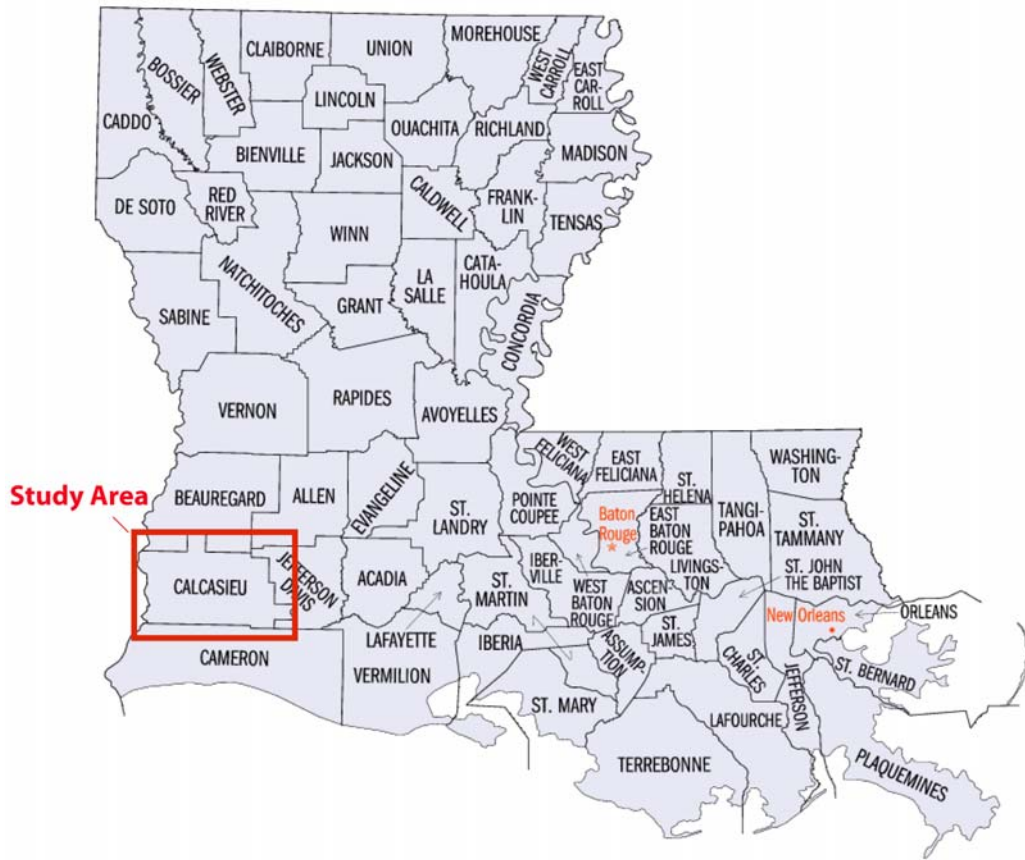 MOREHOUSE
CLAIBORNE
UNION
WEST
CARROLL
EAST
CAR-
ROLL
BOSSIER
WEBSTER
LINCOLN
CADDO
OUACHITA
RICHLAND
MADISON
BIENVILLE
JACKSON
CALDWELL
FRANK-
LIN
DE SOTO
RED
RIVER
TENSAS
WINN
CATA-
HOULA
NATCHITOCHES
LA
SALLE
GRANT
CONCORDIA
SABINE
RAPIDES
VERNON
AVOYELLES
WEST
FELICIANA
EAST
FELICIANA
WASHING-
TON
ST.
HELENA
Study Area
BEAUREGARD
ALLEN
EVANGELINE
ST.
LANDRY
POINTE
COUPEE
Baton
Rouge
EAST
BATON
ROUGE
TANGI-
PAHOA
ST.
TAMMANY
CALCASIEU
JEFFERSON
DAVIS
ACADIA
ST.
MARTIN
IBER-
VILLE
WEST
BATON
ROUGE
ASCEN-
SION
LIVINGS-
TON
ST. JOHN
THE BAPTIST
New Orleans
ORLEANS
LAFAYETTE
IBERIA
ASSUMP-
TION
ST.
JAMES
ST.
CHARLES
JEFFERSON
ST. BERNARD
CAMERON
VERMILION
ST. MARY
LAFOURCHE
TERREBONNE
PLAQUEMINES